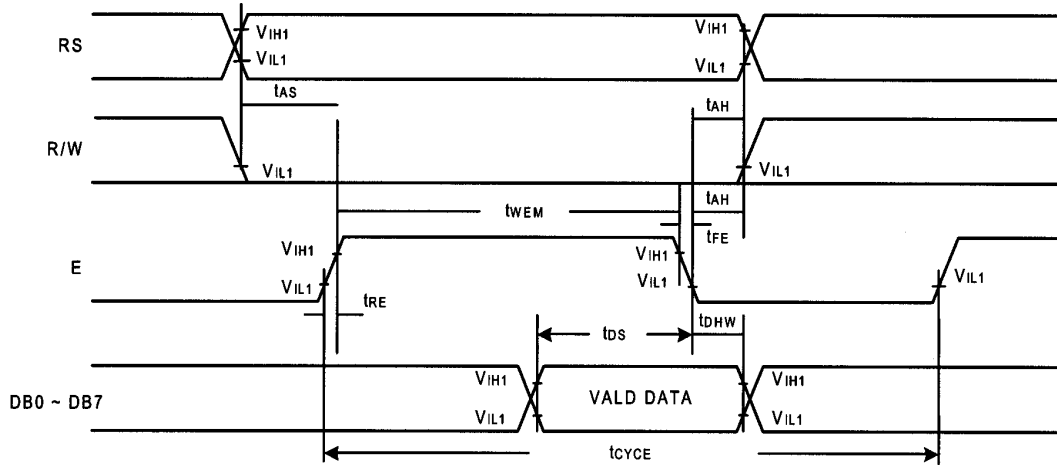 RS
VIH1
VIH1
VIL1
VIL1
tAS
tAH
R/W
VIL1
VIL1
tWEM
tAH
tFE
E
VIH1
VIH1
VIL1
VIL1
VIL1
tRE
tDS
tDHW
DB0 ~ DB7
VIH1
VALD DATA
VIH1
VIL1
VIL1
tCYCE